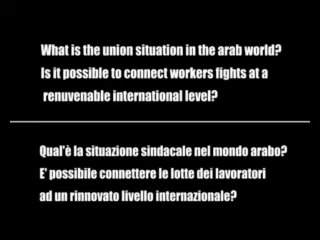 What is the union situation in the arab world?
Is it possible to connect workers fights at a
renuvenable international level?
Qual'è la situazione sindacale nel mondo arabo?
E' possibile connettere le lotte dei lavoratori
ad un rinnovato livello internazionale?